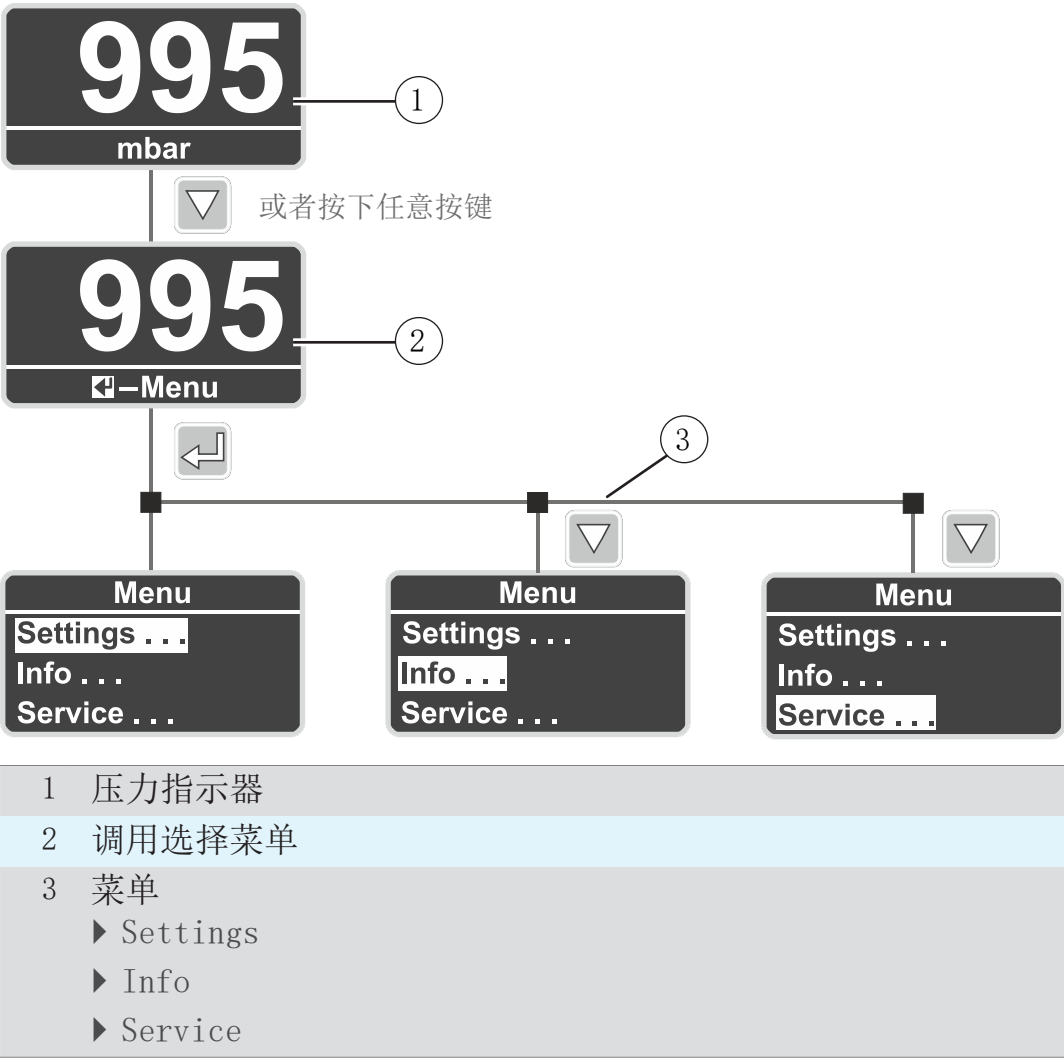 995
1
mbar
或者按下任意按键
995
2
–Menu
3
Menu
Settings . . .
Info . . .
Service . . .
Menu
Settings . . .
Info . . .
Service . . .
Menu
Settings . . .
Info . . .
Service . . .
1 压力指示器
2 调用选择菜单
3 菜单
Settings
Info
Service